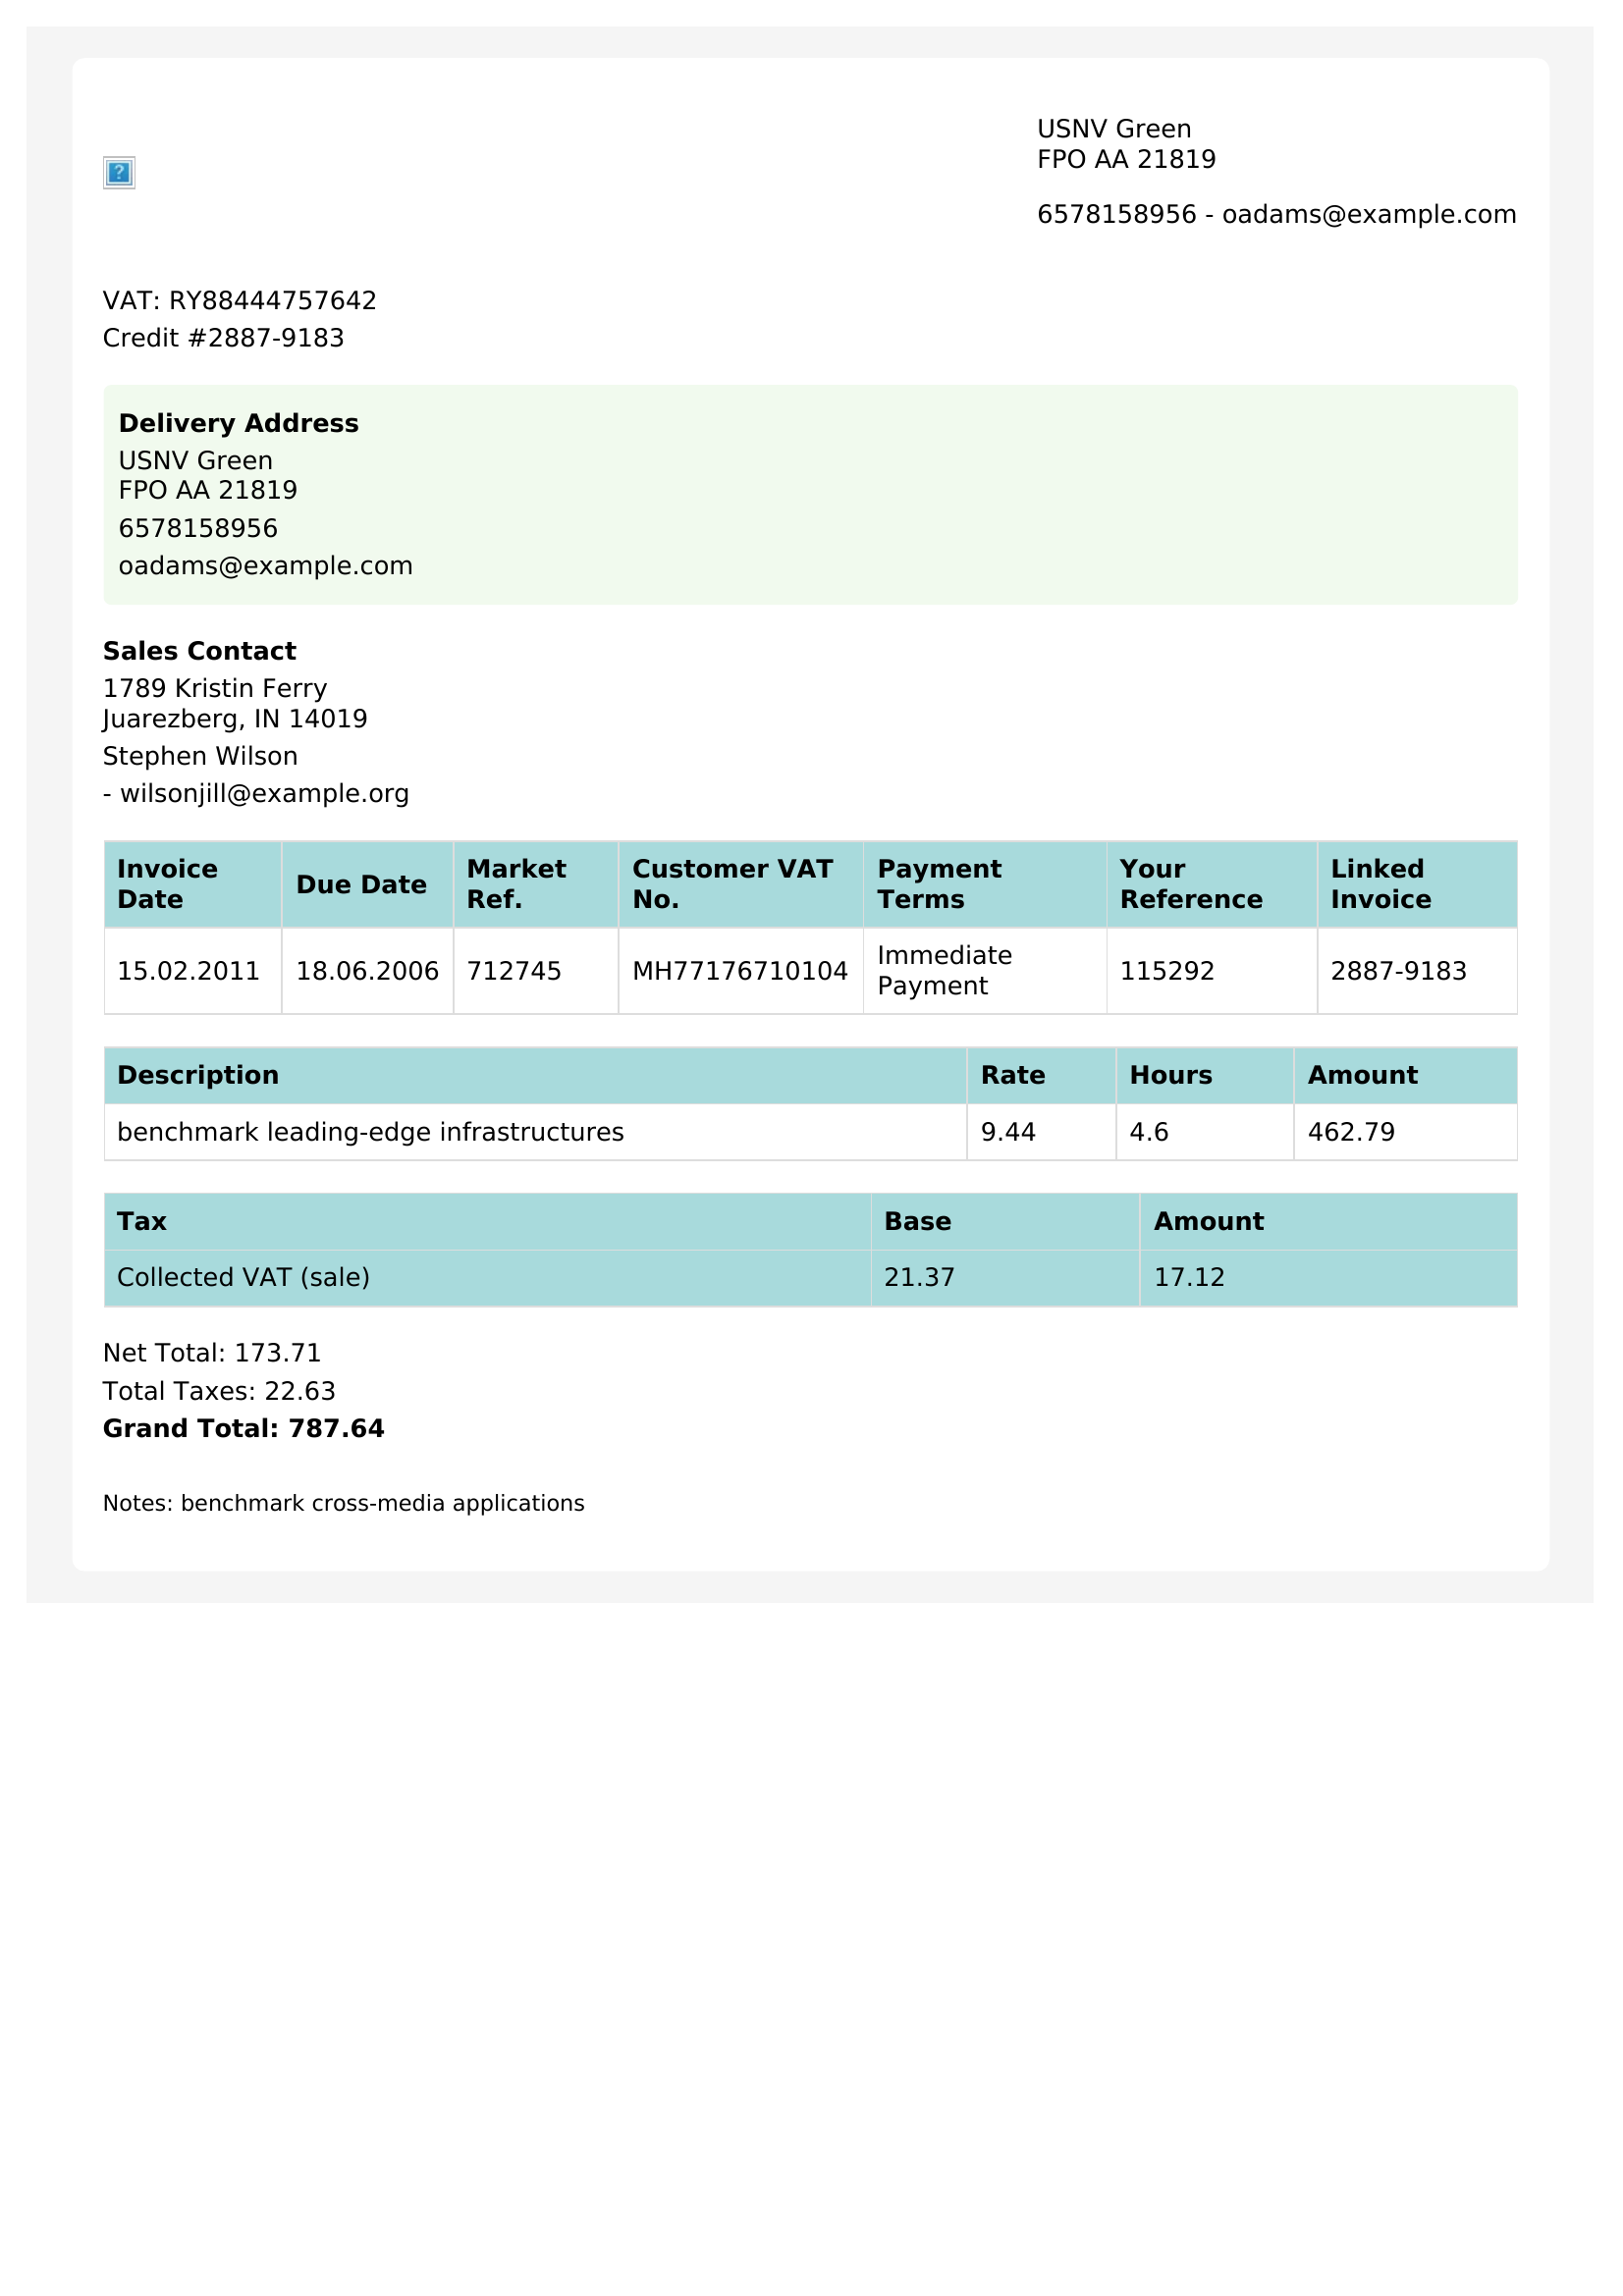 USNV Green
FPO AA 21819
6578158956 - oadams@example.com
VAT: RY88444757642
Credit #2887-9183
Delivery Address
USNV Green
FPO AA 21819
6578158956
oadams@example.com
Sales Contact
1789 Kristin Ferry
Juarezberg, IN 14019
Stephen Wilson
- wilsonjill@example.org
Invoice Date Due Date Market Ref. Customer VAT No. Payment Terms Your Reference Linked Invoice
15.02.2011 18.06.2006 712745 MH77176710104 Immediate Payment 115292 2887-9183
Description Rate Hours Amount
benchmark leading-edge infrastructures 9.44 4.6 462.79
Tax Base Amount
Collected VAT (sale) 21.37 17.12
Net Total: 173.71
Total Taxes: 22.63
Grand Total: 787.64
Notes: benchmark cross-media applications